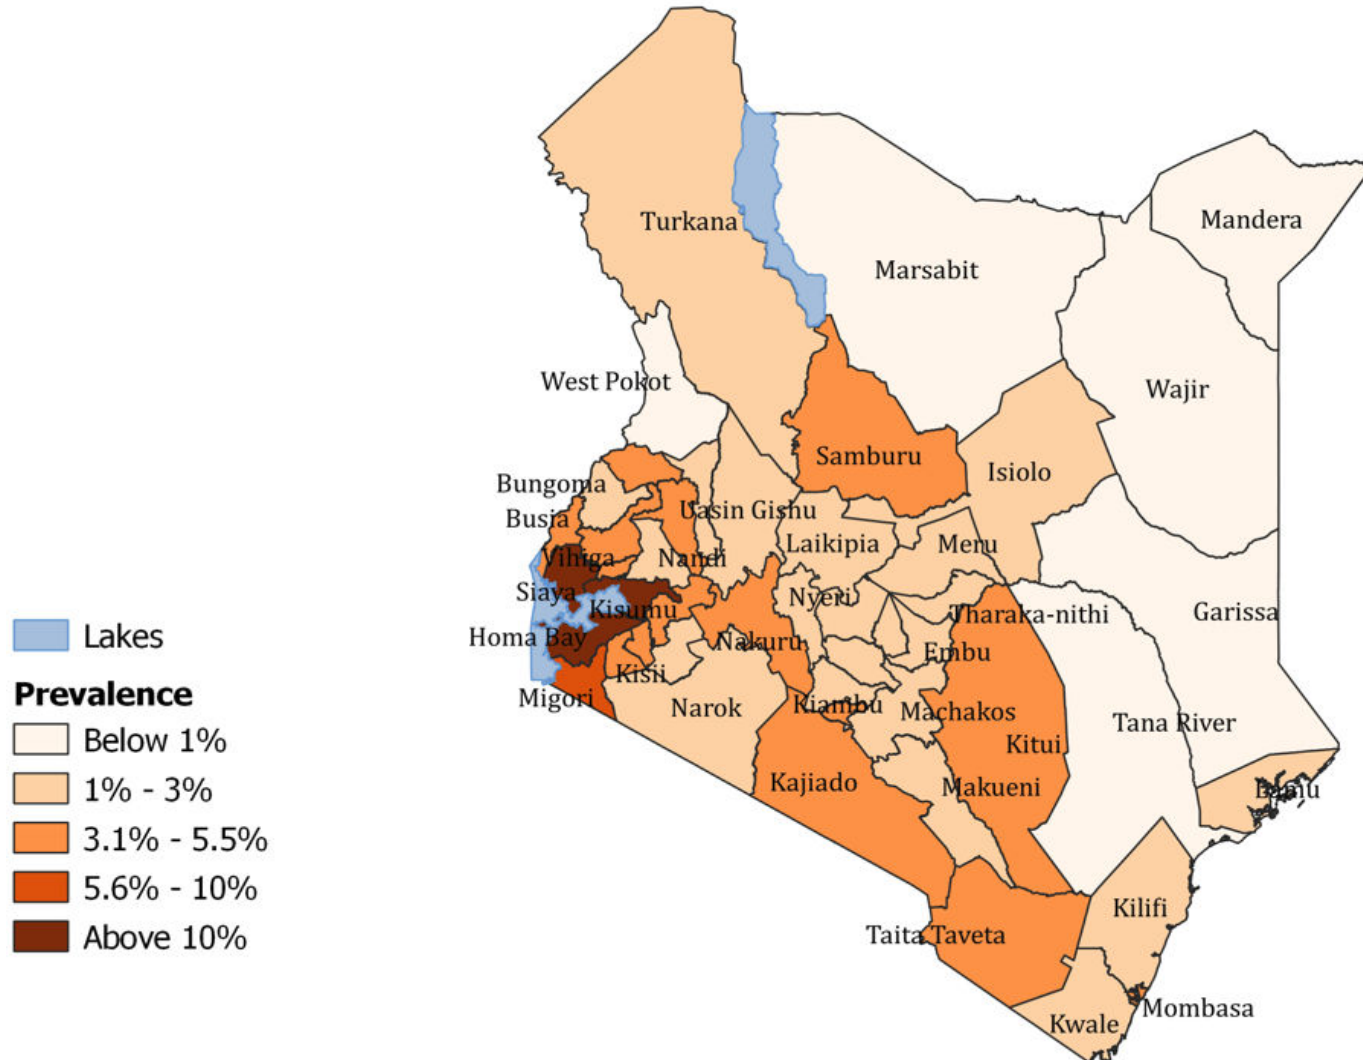 Turkana
Mandera
Marsabit
West Pokot
Wajir
Samburu
Isiolo
Bungoma
Busia
Uasin Gishu
Laikipia
Meru
Vihiga
Nandi
Siaya
Kisumu
Nyeri
Tharaka-nithi
Garissa
Homa Bay
Nakuru
Embu
Kisii
Migori
Narok
Kiambu
Machakos
Kitui
Tana River
Kajiado
Makueni
Lamu
Kilifi
Taita Taveta
Mombasa
Kwale
Lakes
Prevalence
Below 1%
1% - 3%
3.1% - 5.5%
5.6% - 10%
Above 10%